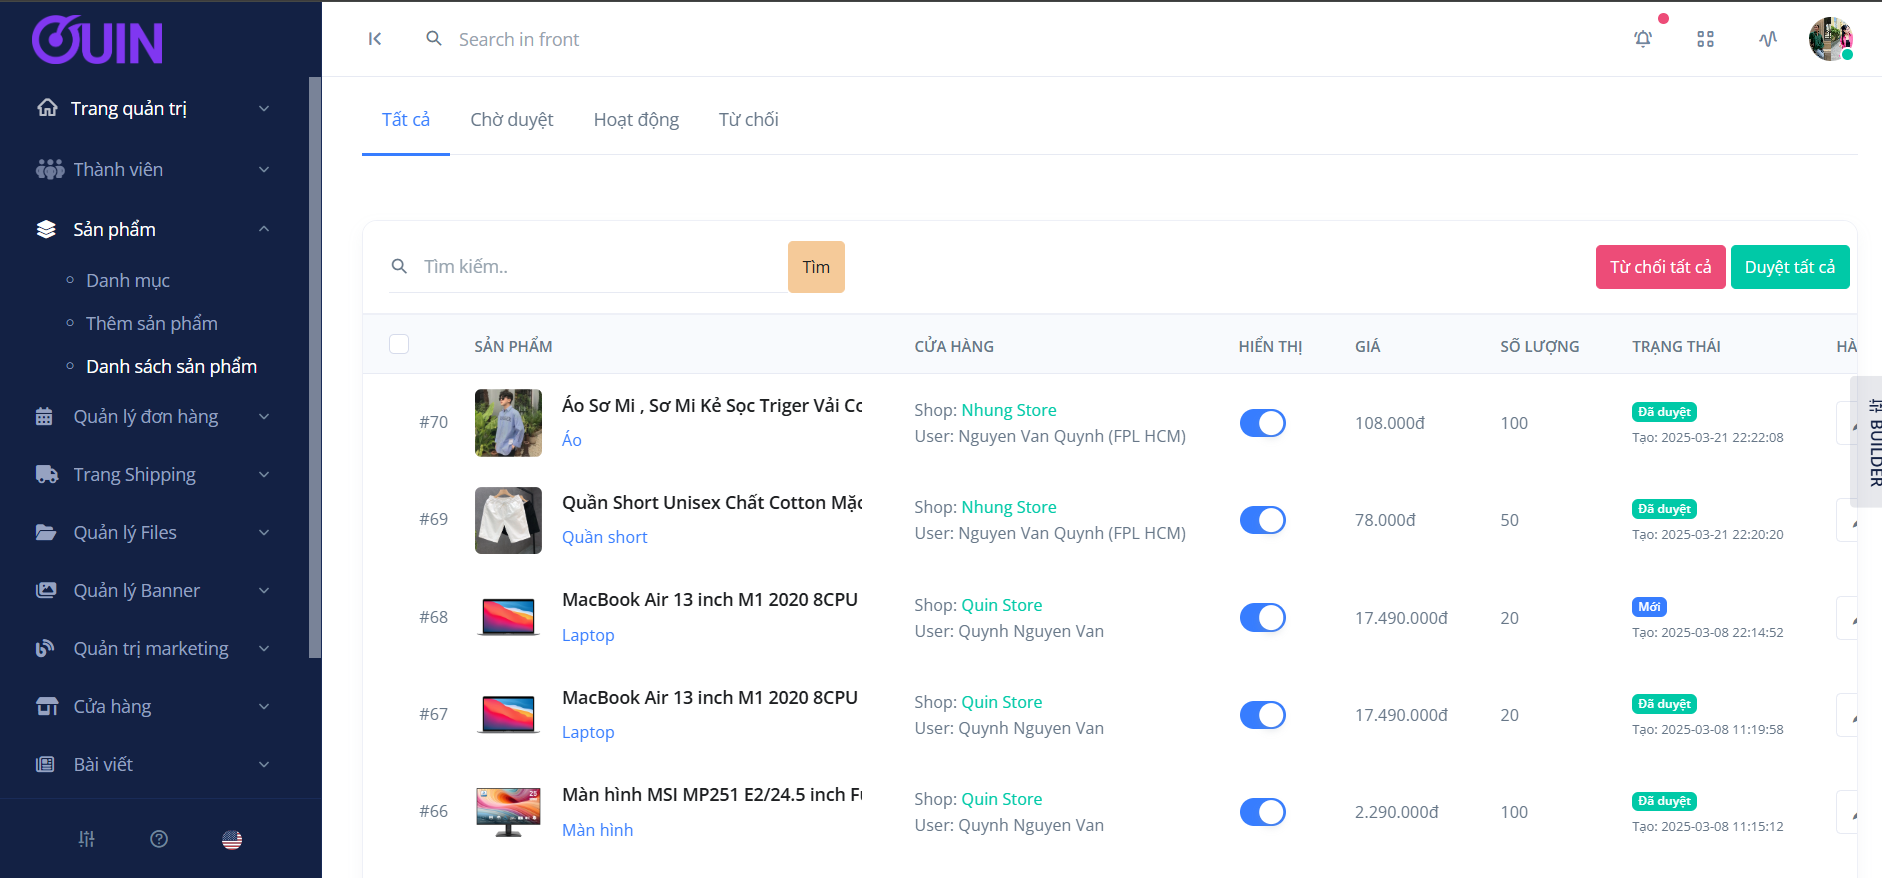 QUIN
Search in front
Trang quản trị
Thành viên
Sản phẩm
Danh mục
Thêm sản phẩm
Danh sách sản phẩm
Quản lý đơn hàng
Trang Shipping
Quản lý Files
Quản lý Banner
Quản trị marketing
Cửa hàng
Bài viết
Tất cả Chờ duyệt Hoạt động Từ chối
Tìm kiếm.. Tìm Từ chối tất cả Duyệt tất cả
SẢN PHẨM CỬA HÀNG HIỂN THỊ GIÁ SỐ LƯỢNG TRẠNG THÁI HÀ
#70 Áo Sơ Mi , Sơ Mi Kẻ Sọc Triger Vải Co
Áo
Shop: Nhung Store
User: Nguyen Van Quynh (FPL HCM)
108.000đ 100 Đã duyệt
Tạo: 2025-03-21 22:22:08
#69 Quần Short Unisex Chất Cotton Mặc
Quần short
Shop: Nhung Store
User: Nguyen Van Quynh (FPL HCM)
78.000đ 50 Đã duyệt
Tạo: 2025-03-21 22:20:20
#68 MacBook Air 13 inch M1 2020 8CPU
Laptop
Shop: Quin Store
User: Quynh Nguyen Van
17.490.000đ 20 Mới
Tạo: 2025-03-08 22:14:52
#67 MacBook Air 13 inch M1 2020 8CPU
Laptop
Shop: Quin Store
User: Quynh Nguyen Van
17.490.000đ 20 Đã duyệt
Tạo: 2025-03-08 11:19:58
#66 Màn hình MSI MP251 E2/24.5 inch Fu
Màn hình
Shop: Quin Store
User: Quynh Nguyen Van
2.290.000đ 100 Đã duyệt
Tạo: 2025-03-08 11:15:12
BUILDER